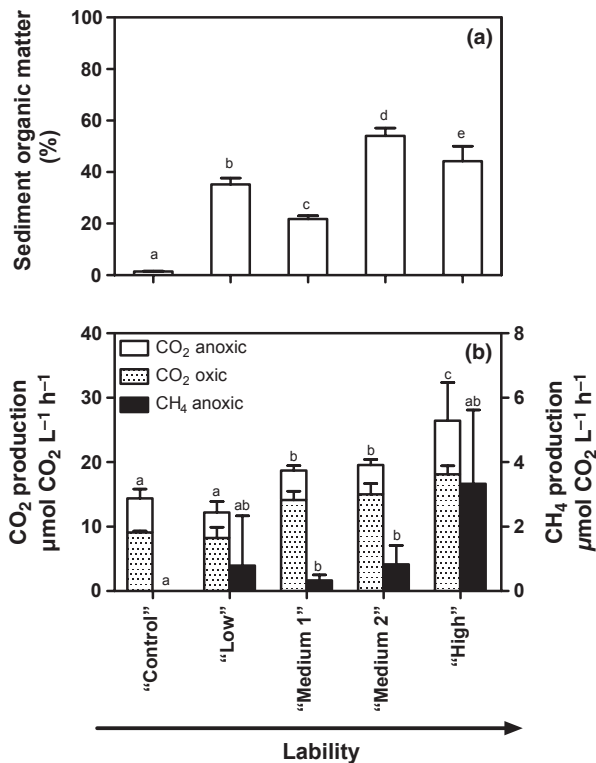 (a)
Sediment organic matter
(%)
100
80
60
40
20
0
a
b
c
d
e
(b)
CO₂ anoxic
CO₂ oxic
CH₄ anoxic
CO₂ production
µmol CO₂ L⁻¹ h⁻¹
40
30
20
10
0
CH₄ production
µmol CO₂ L⁻¹ h⁻¹
8
6
4
2
0
a
a
a
ab
b
b
b
b
c
ab
“Control”
“Low”
“Medium 1”
“Medium 2”
“High”
Lability